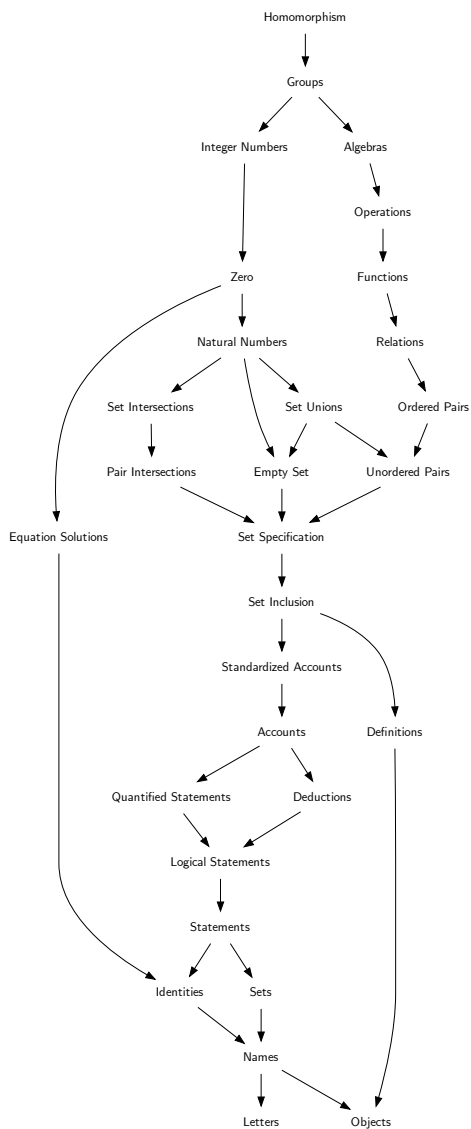 Homomorphism
Groups
Integer Numbers
Algebras
Operations
Zero
Functions
Natural Numbers
Relations
Set Intersections
Set Unions
Ordered Pairs
Pair Intersections
Empty Set
Unordered Pairs
Equation Solutions
Set Specification
Set Inclusion
Standardized Accounts
Accounts
Definitions
Quantified Statements
Deductions
Logical Statements
Statements
Identities
Sets
Names
Letters
Objects